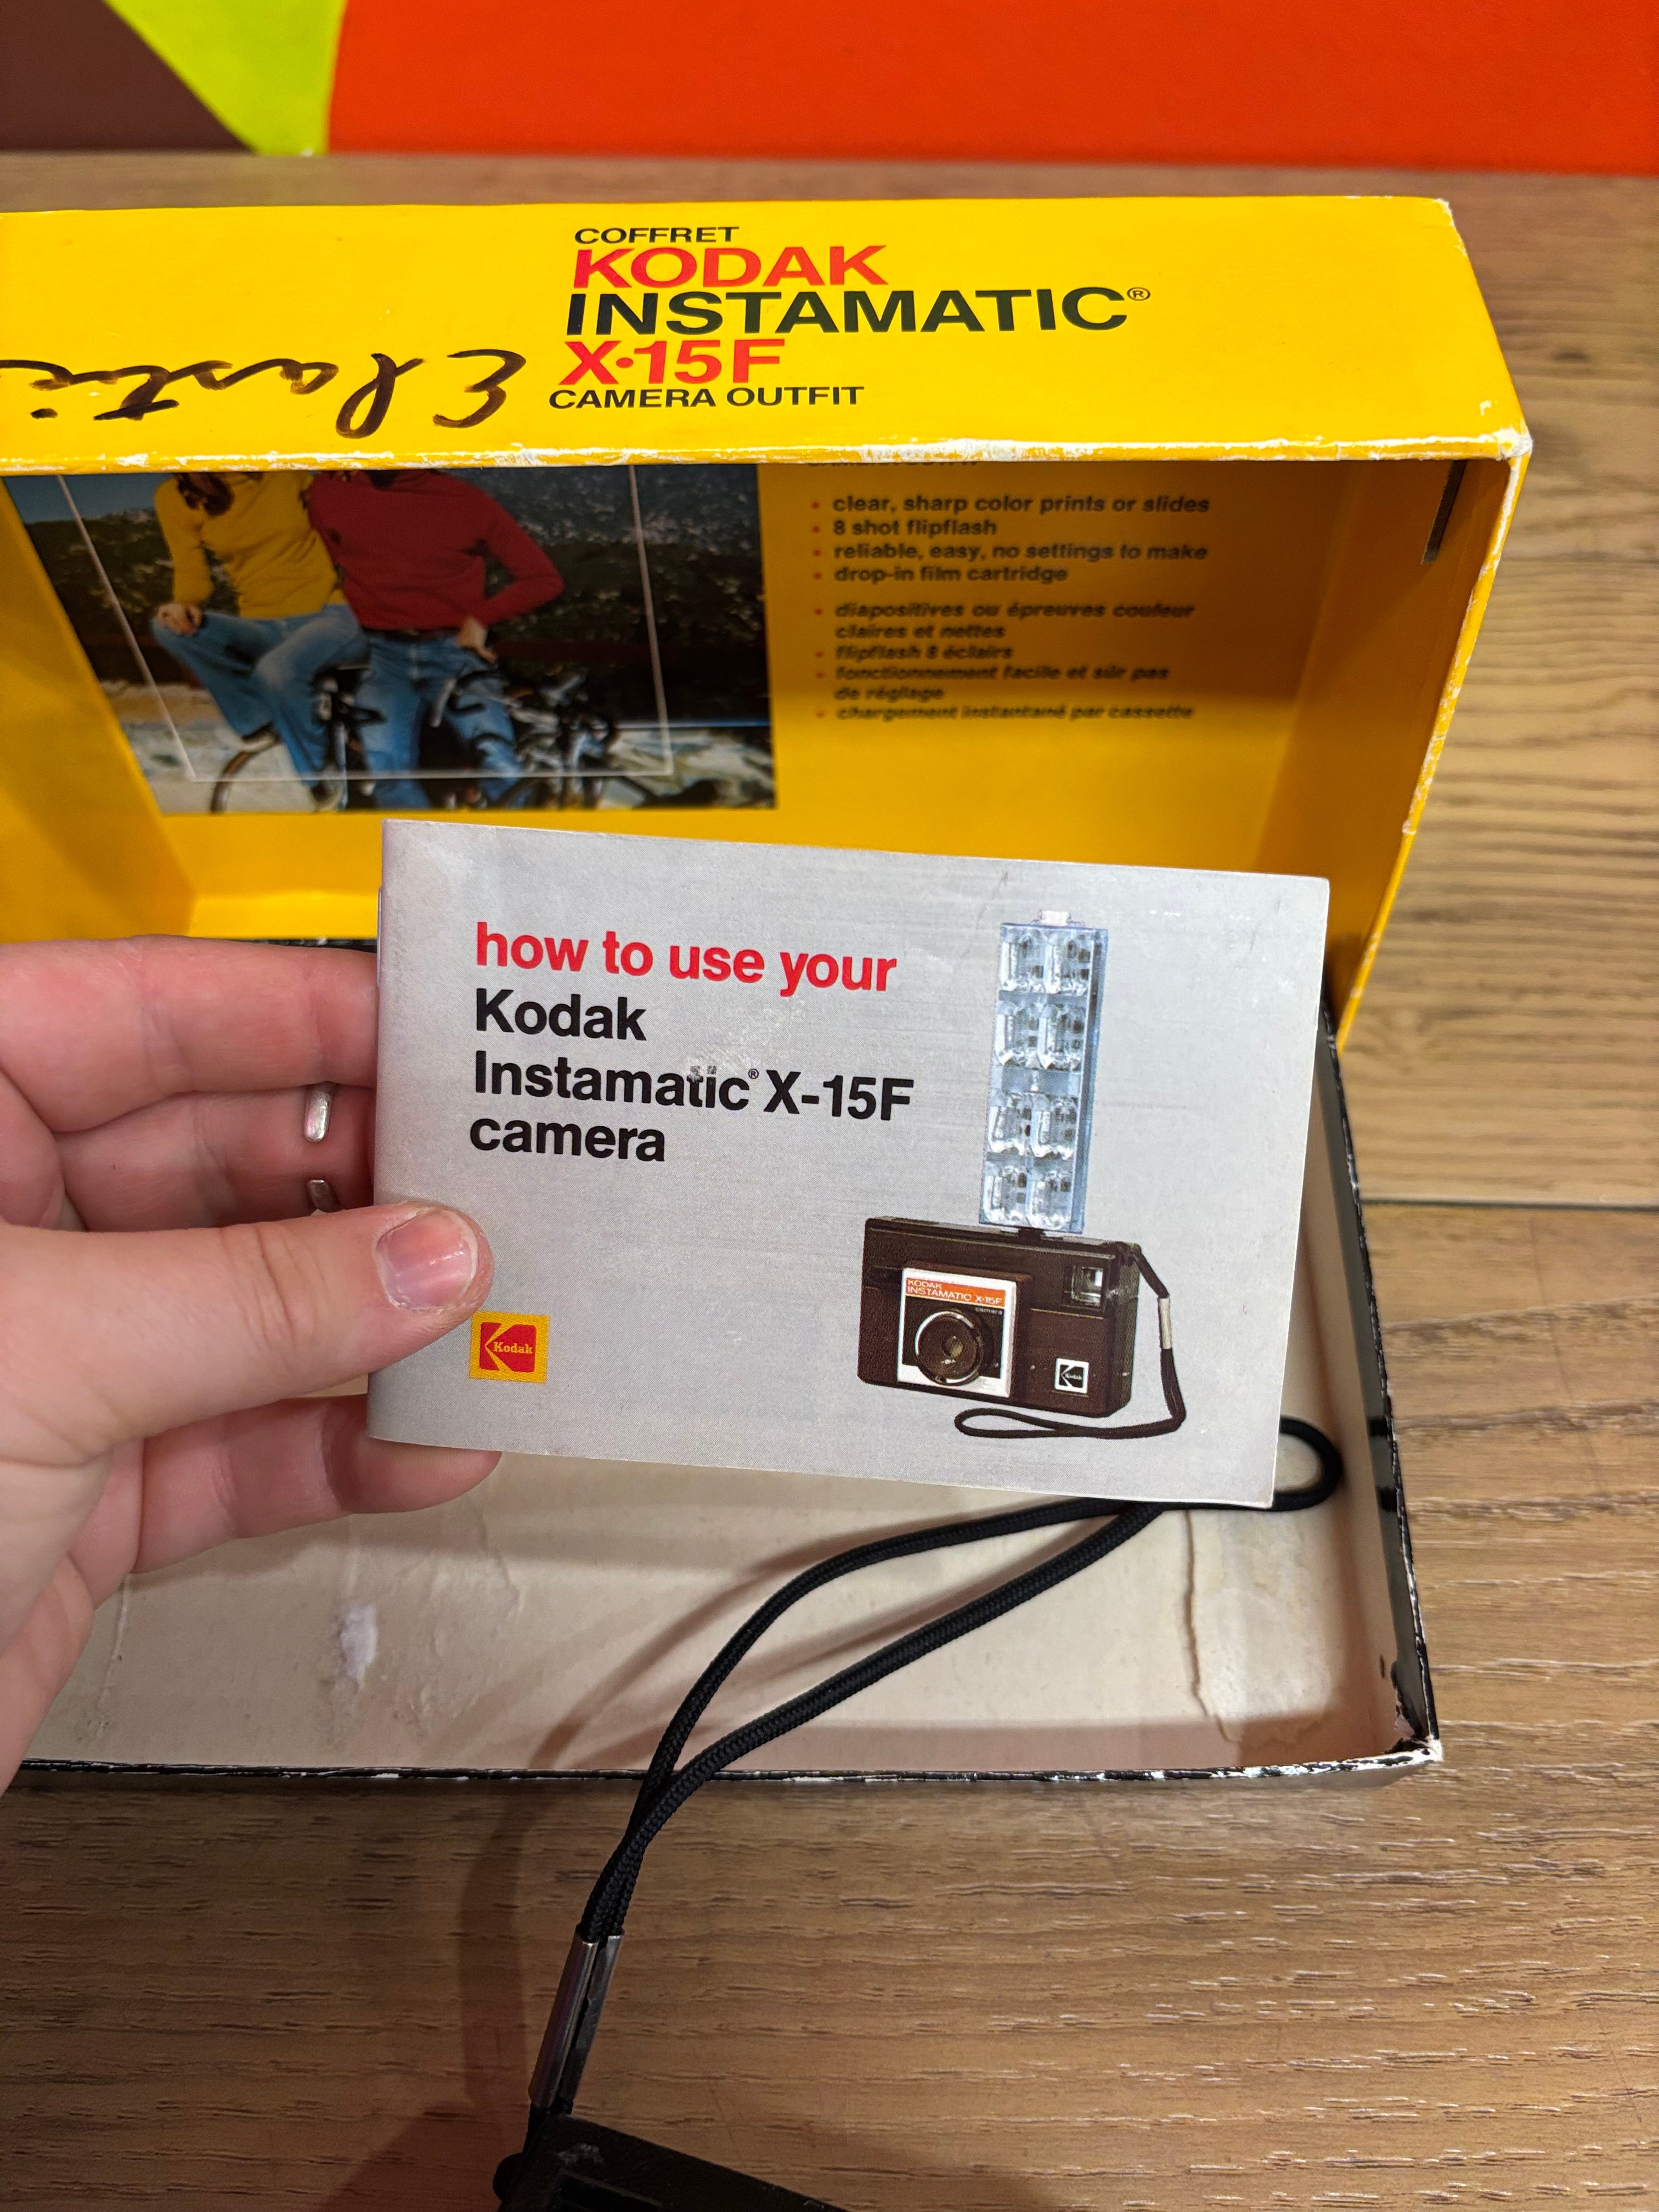 COFFRET
KODAK
INSTAMATIC®
X·15F
CAMERA OUTFIT
Elasti
• clear, sharp color prints or slides
• 8 shot flipflash
• reliable, easy, no settings to make
• drop-in film cartridge
• diapositives ou épreuves couleur
claires et nettes
• flipflash 8 éclairs
• fonctionnement facile et sûr pas
de réglage
• chargement instantané par cassette
how to use your
Kodak
Instamatic® X-15F
camera
KODAK
INSTAMATIC X-15F
camera
Kodak
Kodak